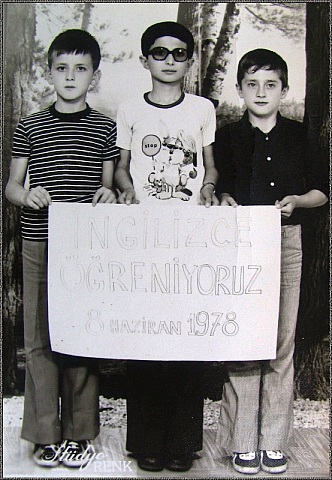 stop
İNGİLİZCE
ÖĞRENİYORUZ
8 HAZİRAN 1978
Stüdyo
RENK